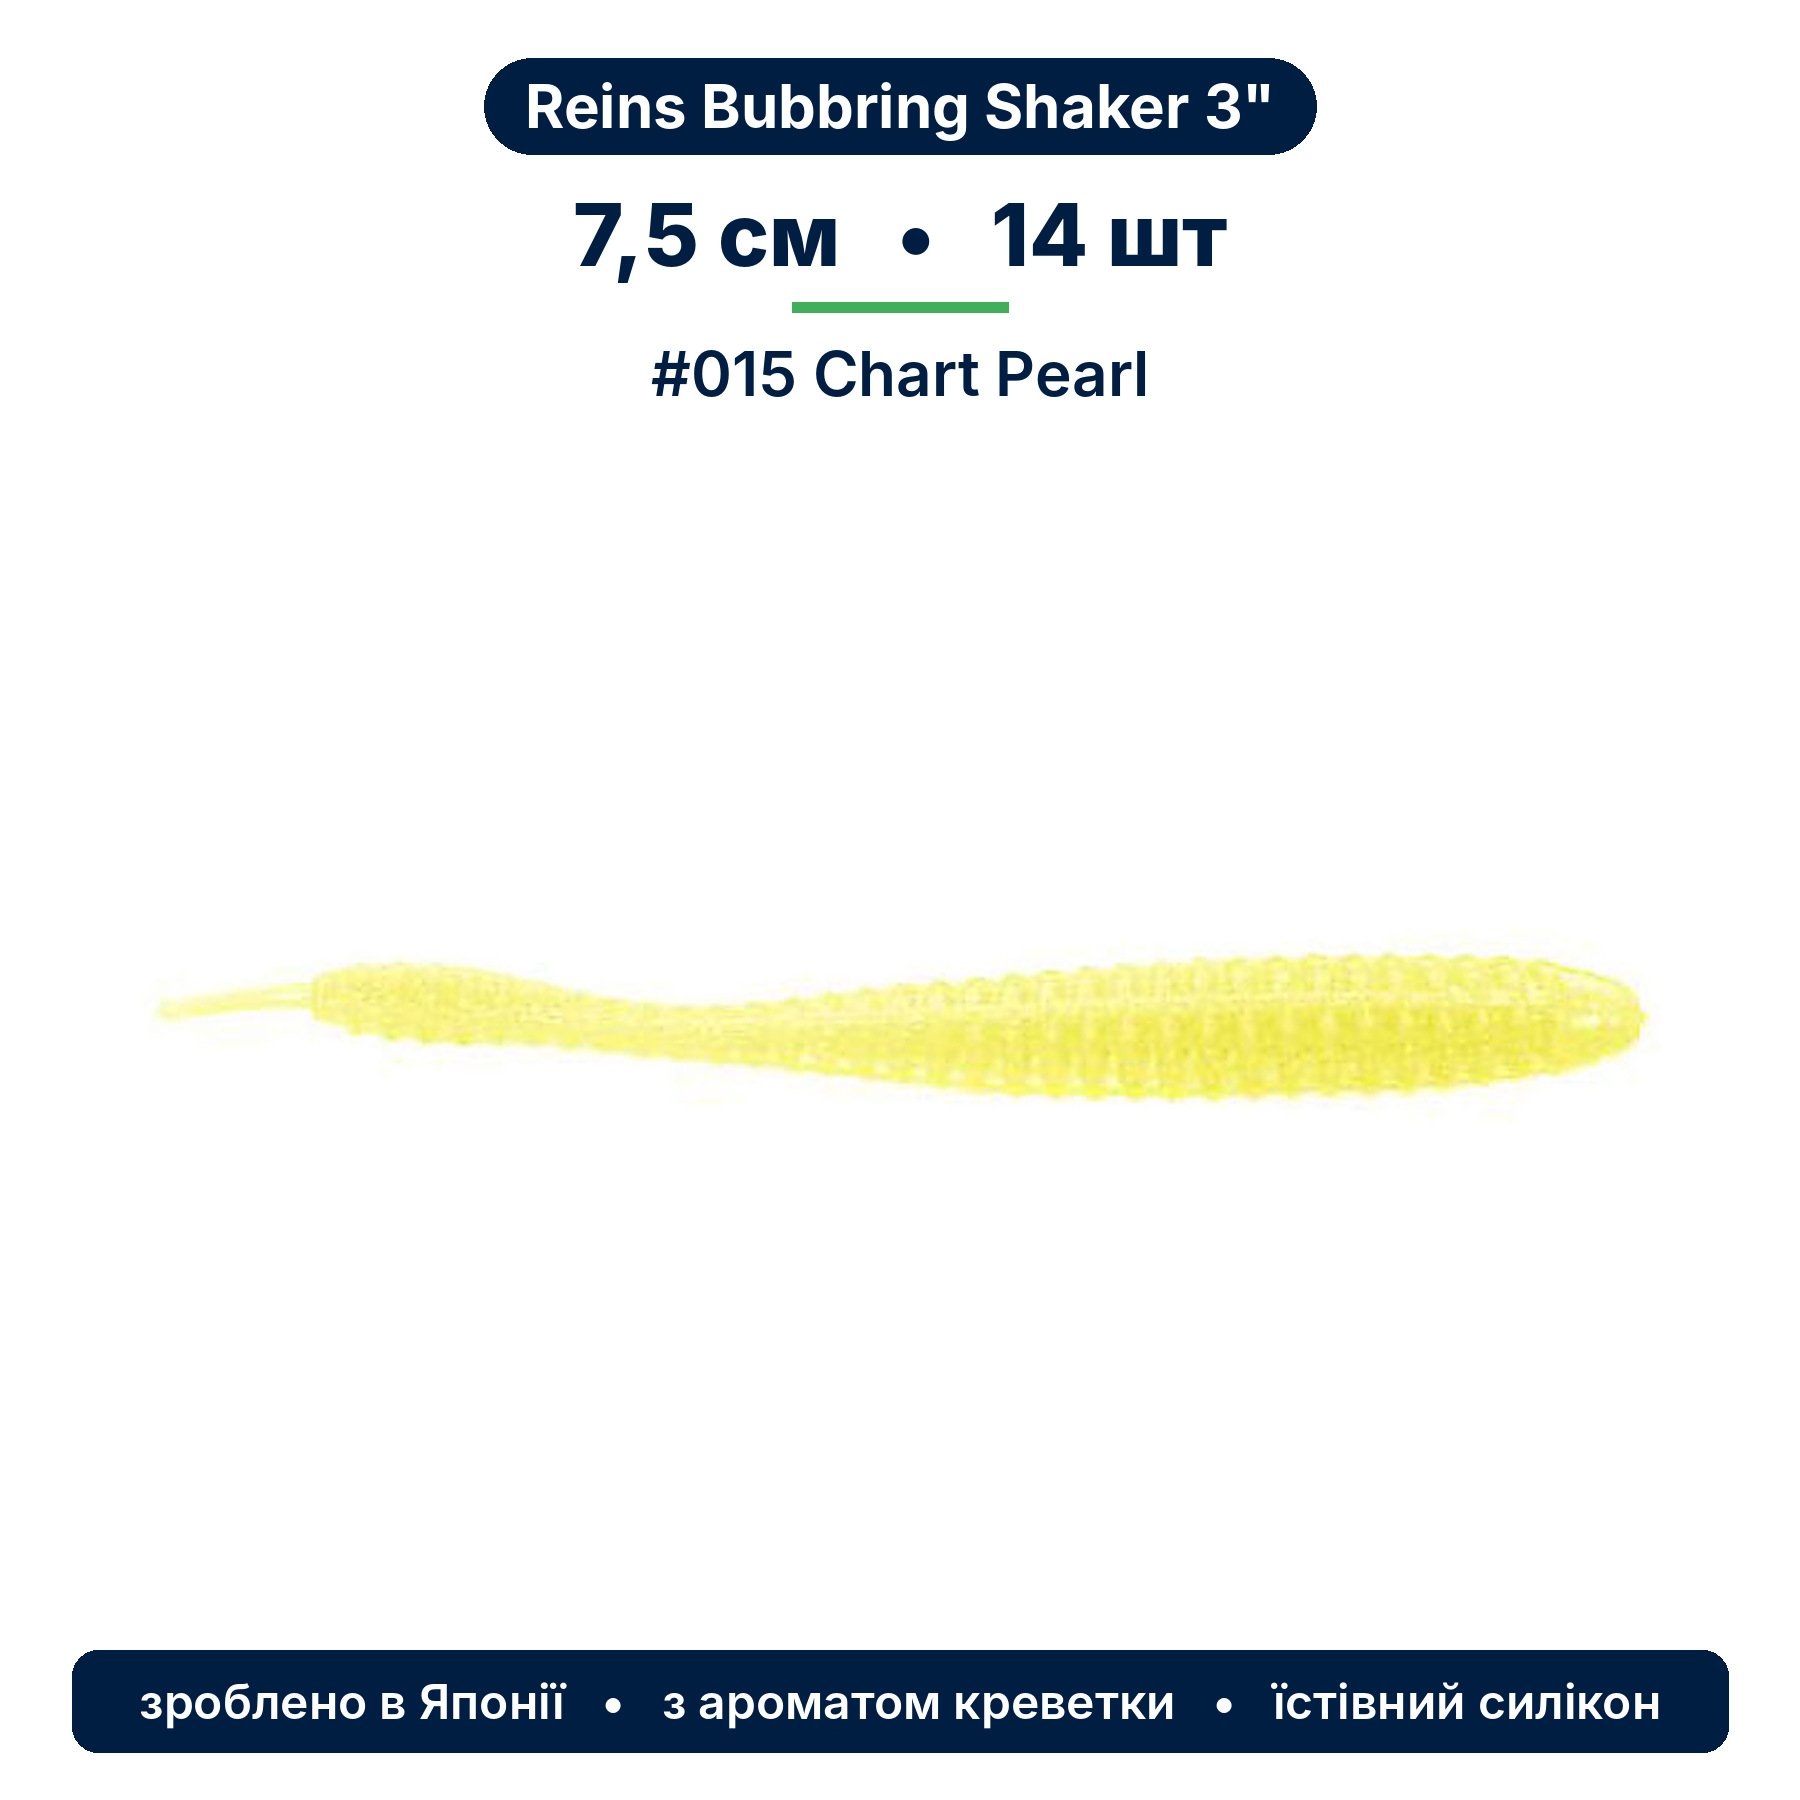 Reins Bubbring Shaker 3"
7,5 см • 14 шт
#015 Chart Pearl
зроблено в Японії • з ароматом креветки • їстівний силікон